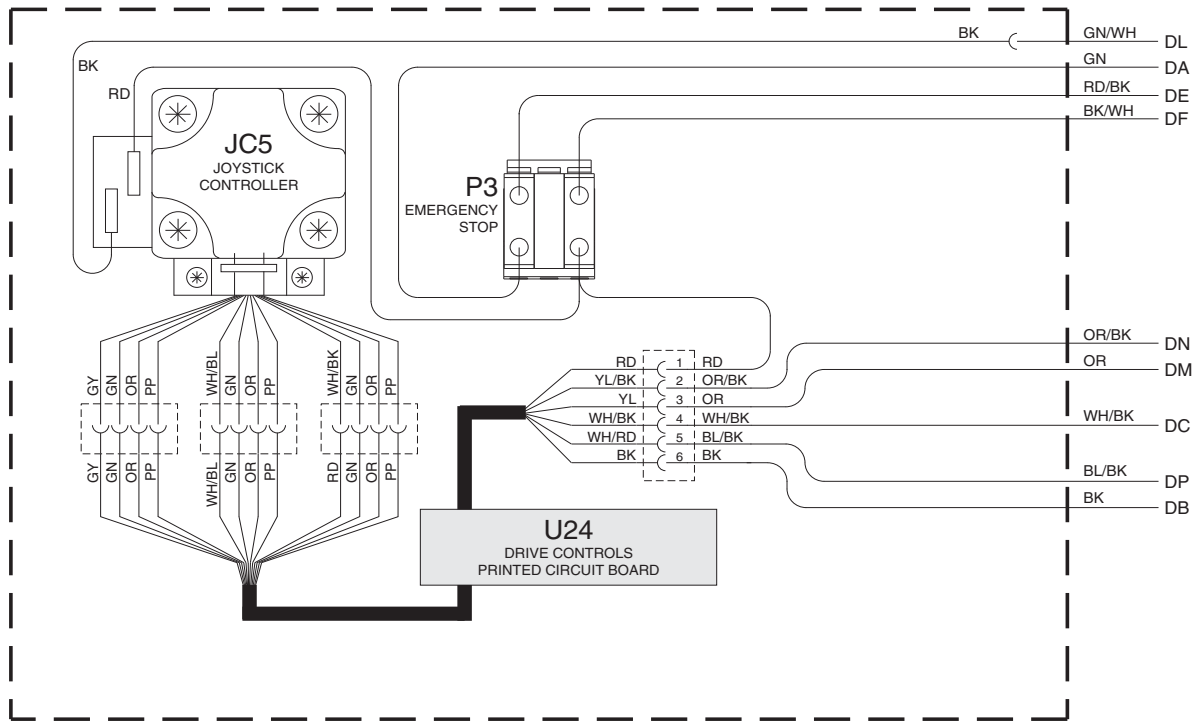 BK GN/WH DL
GN DA
RD/BK DE
BK/WH DF
BK
RD
JC5
JOYSTICK
CONTROLLER
P3
EMERGENCY
STOP
OR/BK DN
OR DM
WH/BK DC
BL/BK DP
BK DB
RD 1 RD
YL/BK 2 OR/BK
YL 3 OR
WH/BK 4 WH/BK
WH/RD 5 BL/BK
BK 6 BK
GY GN OR PP WH/BL GN OR PP WH/BK GN OR PP
GY GN OR PP WH/BL GN OR PP RD GN OR PP
U24
DRIVE CONTROLS
PRINTED CIRCUIT BOARD